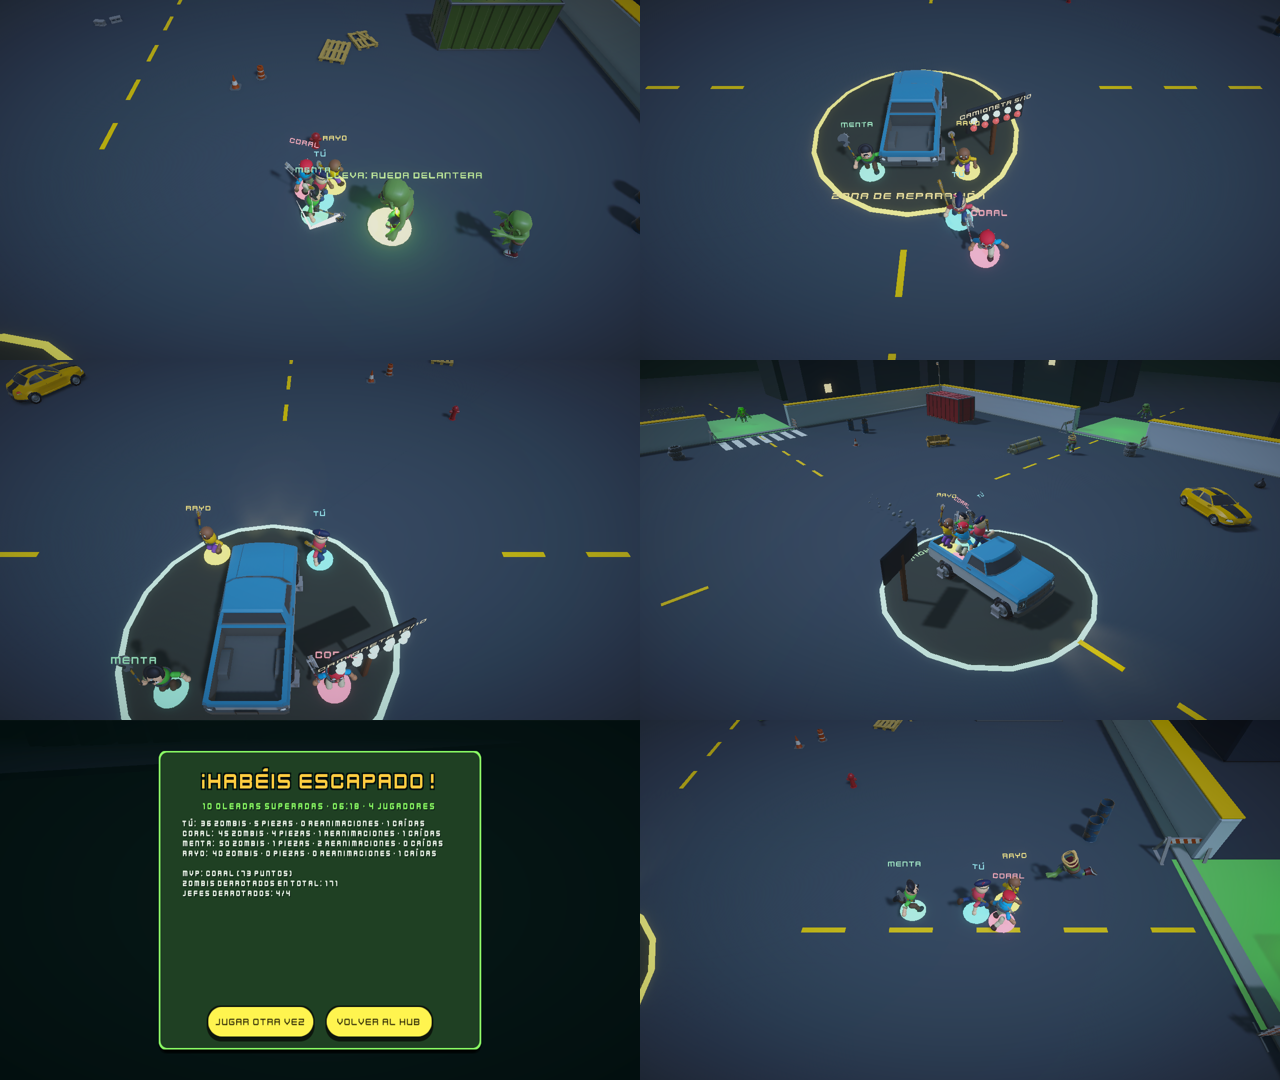 CORAL RAYO
TÚ
MENTA
LLEVA: RUEDA DELANTERA
MENTA
CAMIONETA 5/10
RAYO
ZONA DE REPARACIÓN
CORAL
RAYO
TÚ
MENTA
CAMIONETA
RAYO
¡HABÉIS ESCAPADO!
10 OLEADAS SUPERADAS · 06:18 · 4 JUGADORES
TÚ: 36 ZOMBIS · 5 PIEZAS · 0 REANIMACIONES · 1 CAÍDAS
CORAL: 45 ZOMBIS · 4 PIEZAS · 1 REANIMACIONES · 1 CAÍDAS
MENTA: 50 ZOMBIS · 1 PIEZAS · 2 REANIMACIONES · 0 CAÍDAS
RAYO: 40 ZOMBIS · 0 PIEZAS · 0 REANIMACIONES · 1 CAÍDAS
MVP: CORAL (73 PUNTOS)
ZOMBIS DERROTADOS EN TOTAL: 171
JEFES DERROTADOS: 4/4
JUGAR OTRA VEZ
VOLVER AL HUB
MENTA
TÚ
RAYO
CORAL